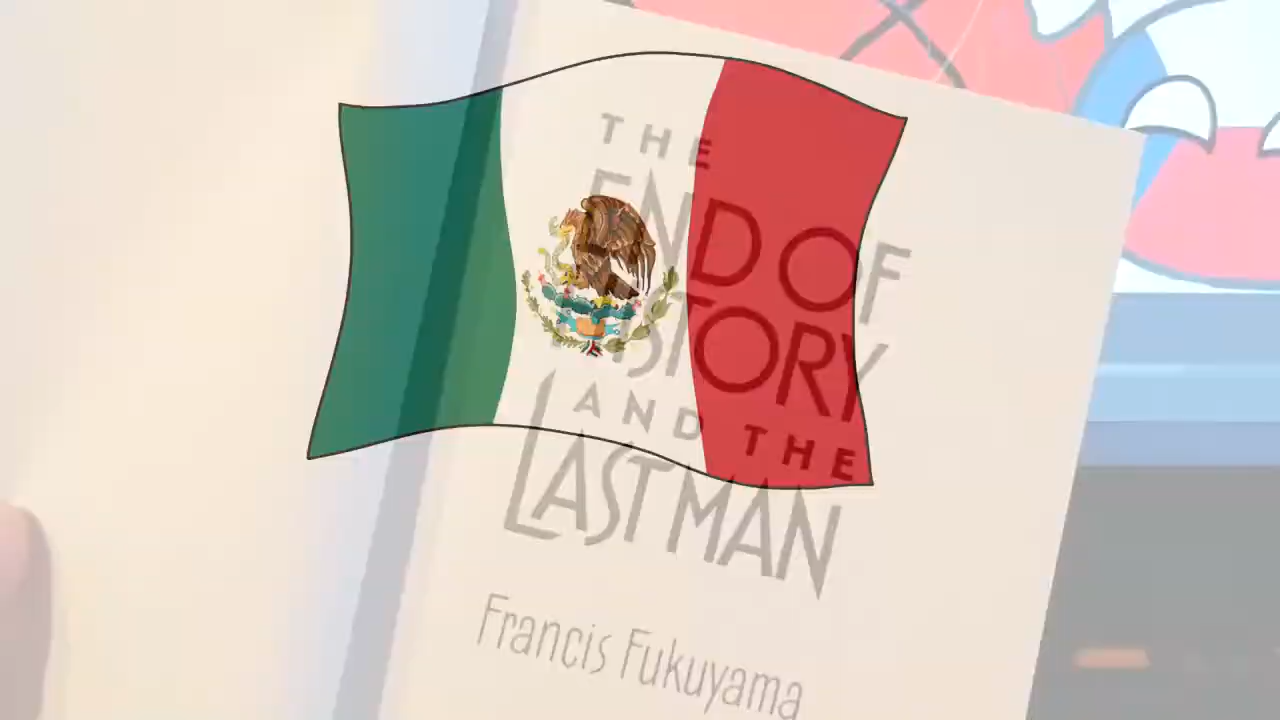 THE
END OF
HISTORY
AND THE
LAST MAN
Francis Fukuyama